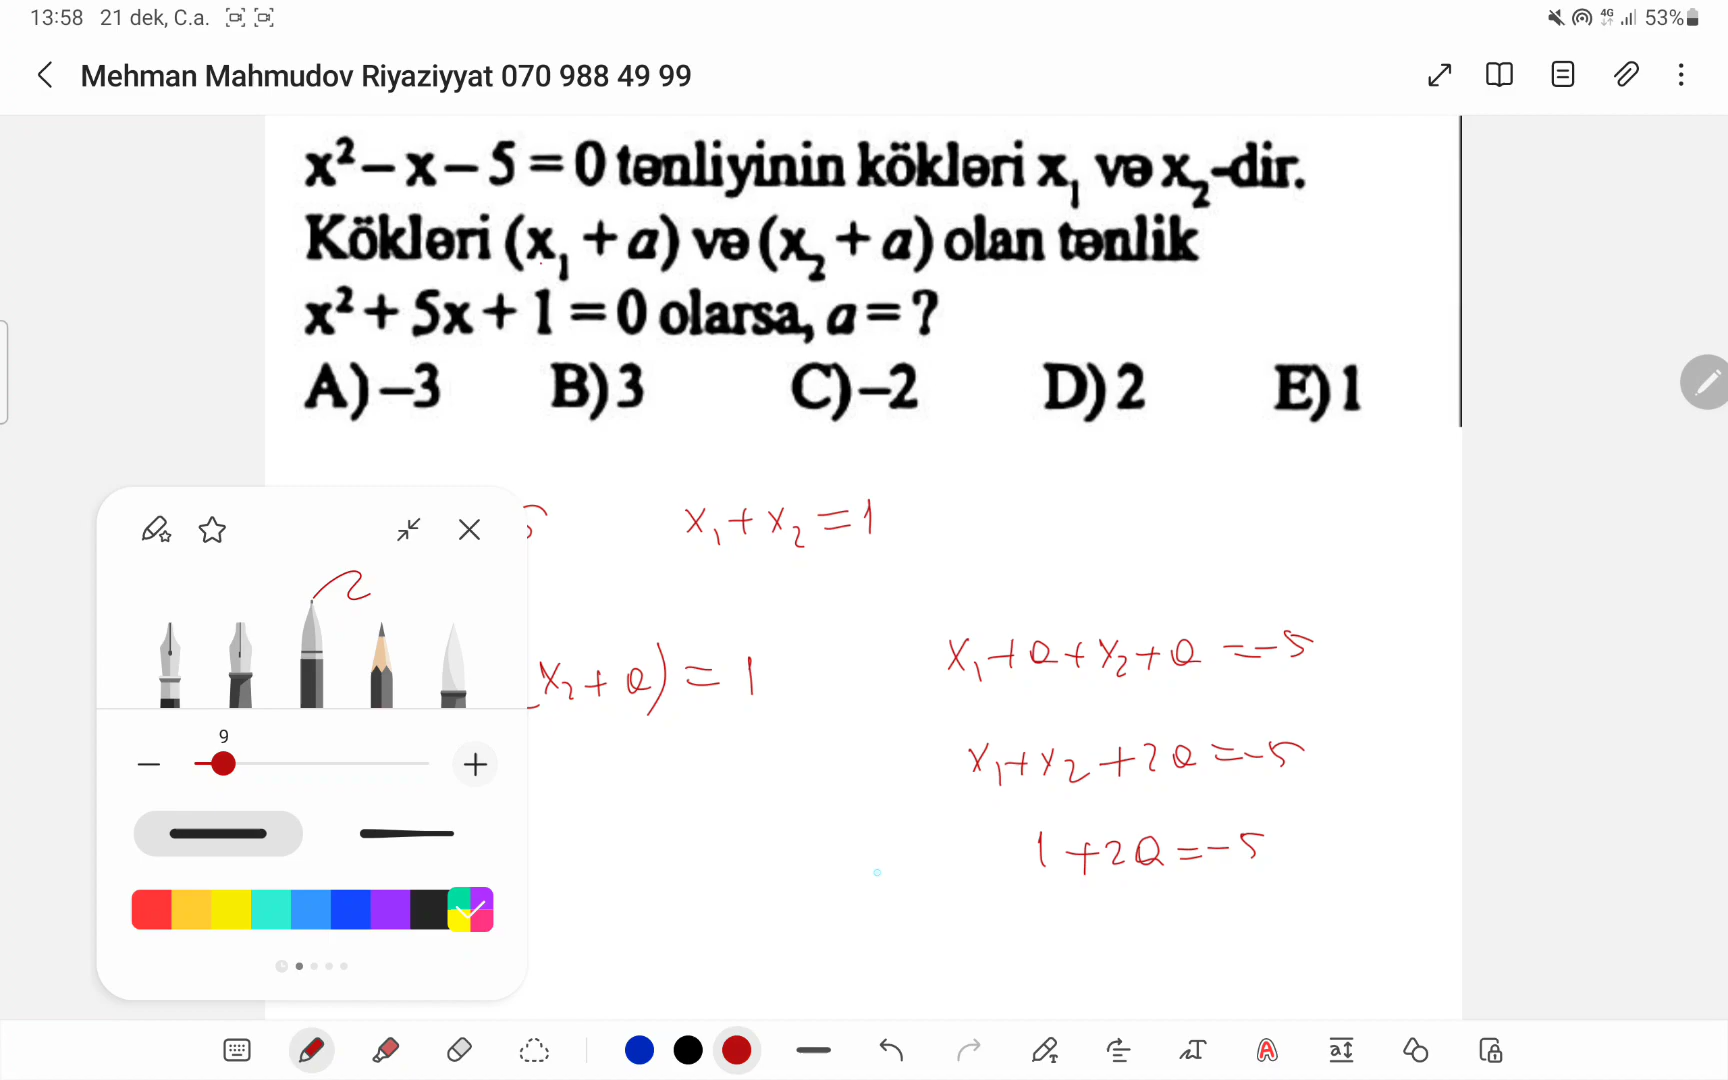 13:58 21 dek, C.a. 4G 53%
Mehman Mahmudov Riyaziyyat 070 988 49 99
x² – x – 5 = 0 tənliyinin kökləri x₁ və x₂-dir.
Kökləri (x₁ + a) və (x₂ + a) olan tənlik
x² + 5x + 1 = 0 olarsa, a = ?
A) –3 B) 3 C) –2 D) 2 E) 1
x₁ + x₂ = 1
x₂ + a) = 1
x₁ + a + x₂ + a = -5
x₁ + x₂ + 2a = -5
1 + 2a = -5
9